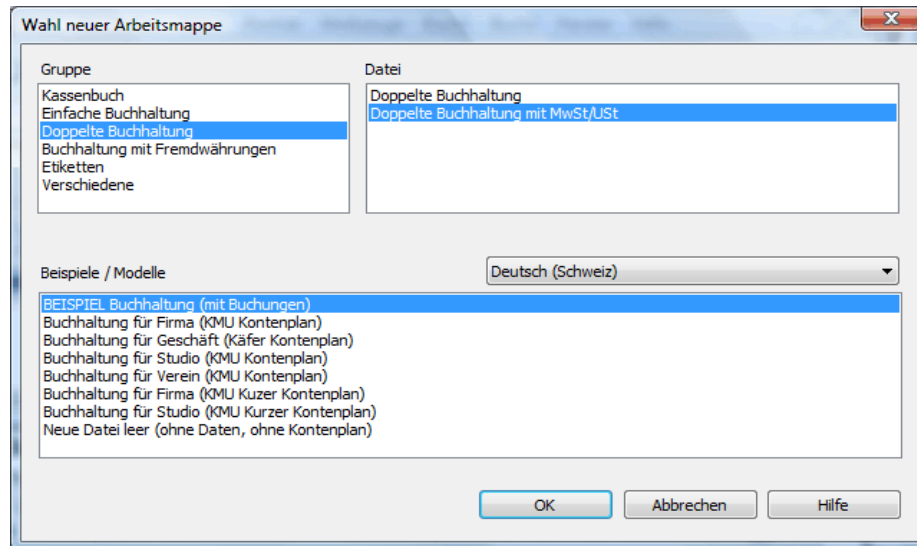 Wahl neuer Arbeitsmappe
Gruppe
Datei
Kassenbuch
Einfache Buchhaltung
Doppelte Buchhaltung
Buchhaltung mit Fremdwährungen
Etiketten
Verschiedene
Doppelte Buchhaltung
Doppelte Buchhaltung mit MwSt/USt
Beispiele / Modelle
Deutsch (Schweiz)
BEISPIEL Buchhaltung (mit Buchungen)
Buchhaltung für Firma (KMU Kontenplan)
Buchhaltung für Geschäft (Käfer Kontenplan)
Buchhaltung für Studio (KMU Kontenplan)
Buchhaltung für Verein (KMU Kontenplan)
Buchhaltung für Firma (KMU Kuzer Kontenplan)
Buchhaltung für Studio (KMU Kurzer Kontenplan)
Neue Datei leer (ohne Daten, ohne Kontenplan)
OK
Abbrechen
Hilfe